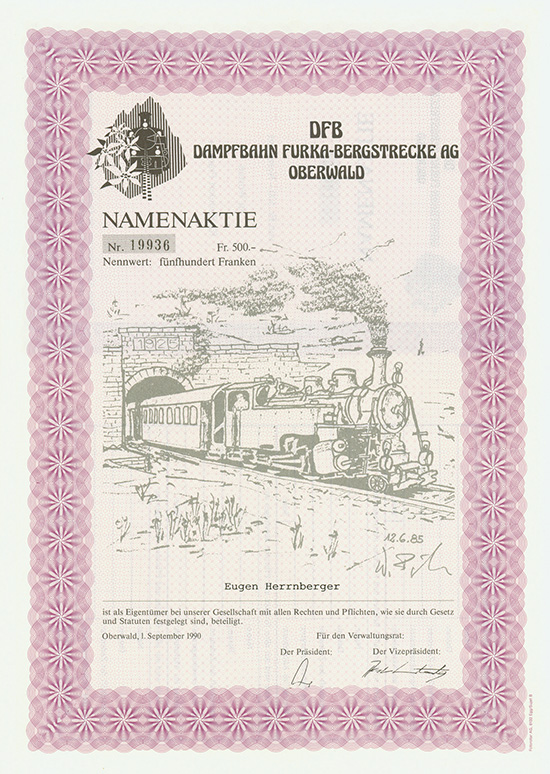 DFB
DAMPFBAHN FURKA-BERGSTRECKE AG
OBERWALD
NAMENAKTIE
Nr. 19936 Fr. 500.–
Nennwert: fünfhundert Franken
1925
12.6.85
Eugen Herrnberger
ist als Eigentümer bei unserer Gesellschaft mit allen Rechten und Pflichten, wie sie durch Gesetz
und Statuten festgelegt sind, beteiligt.
Oberwald, 1. September 1990 Für den Verwaltungsrat:
Der Präsident: Der Vizepräsident: